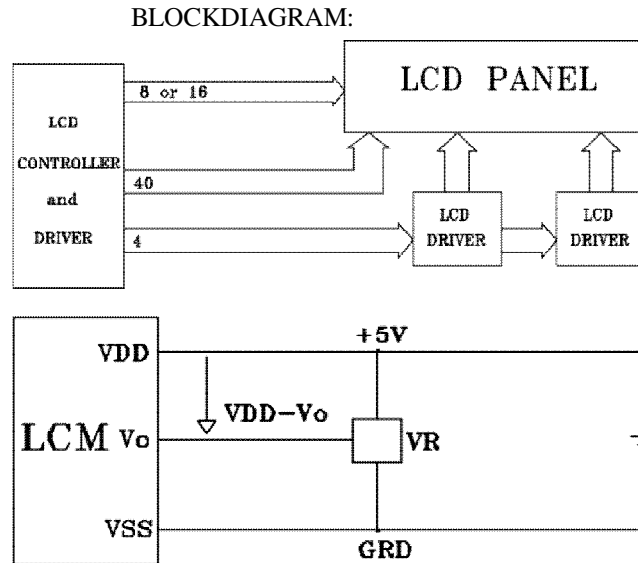 BLOCKDIAGRAM:
LCD PANEL
8 or 16
LCD
CONTROLLER
and
DRIVER
40
4
LCD
DRIVER
LCD
DRIVER
+5V
VDD
VDD-Vo
LCM
Vo
VR
VSS
GRD